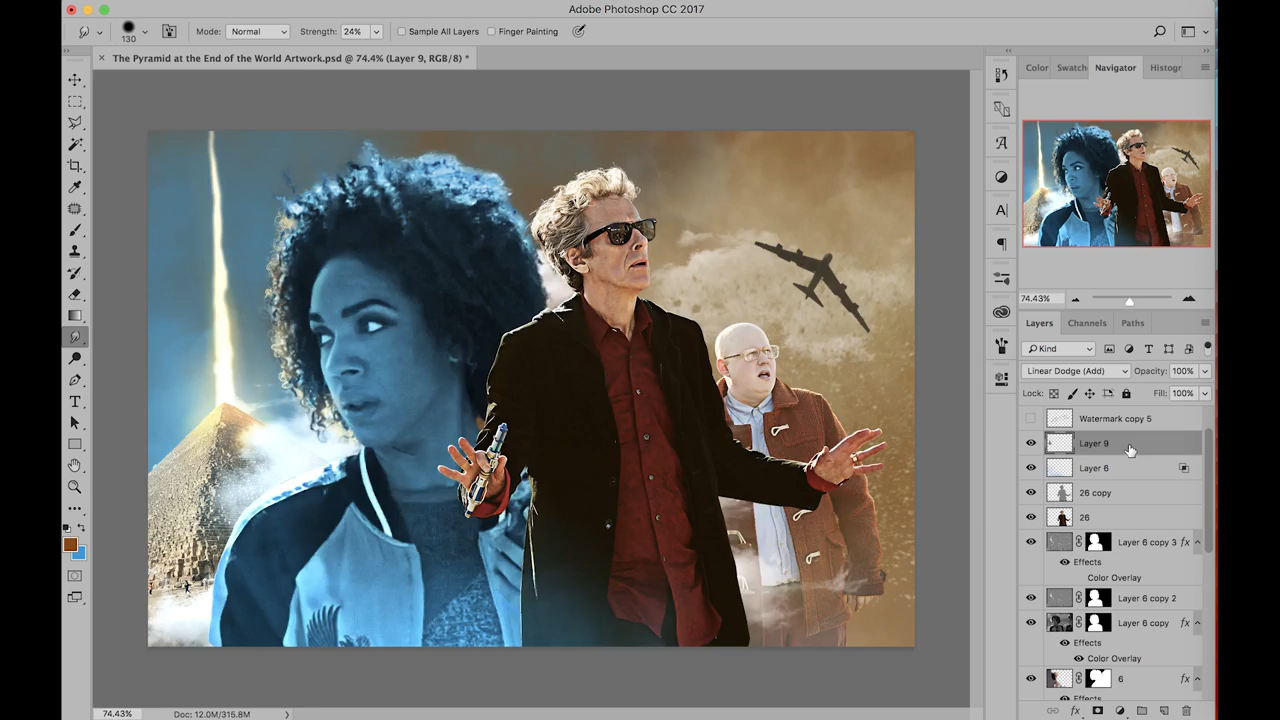 Adobe Photoshop CC 2017
130 Mode: Normal Strength: 24% Sample All Layers Finger Painting
× The Pyramid at the End of the World Artwork.psd @ 74.4% (Layer 9, RGB/8) *
Color Swatch Navigator Histogr
74.43%
Layers Channels Paths
Kind
Linear Dodge (Add) Opacity: 100%
Lock: Fill: 100%
Watermark copy 5
Layer 9
Layer 6
26 copy
26
Layer 6 copy 3 fx
Effects
Color Overlay
Layer 6 copy 2
Layer 6 copy fx
Effects
Color Overlay
6 fx
Effects
74.43% Doc: 12.0M/315.8M